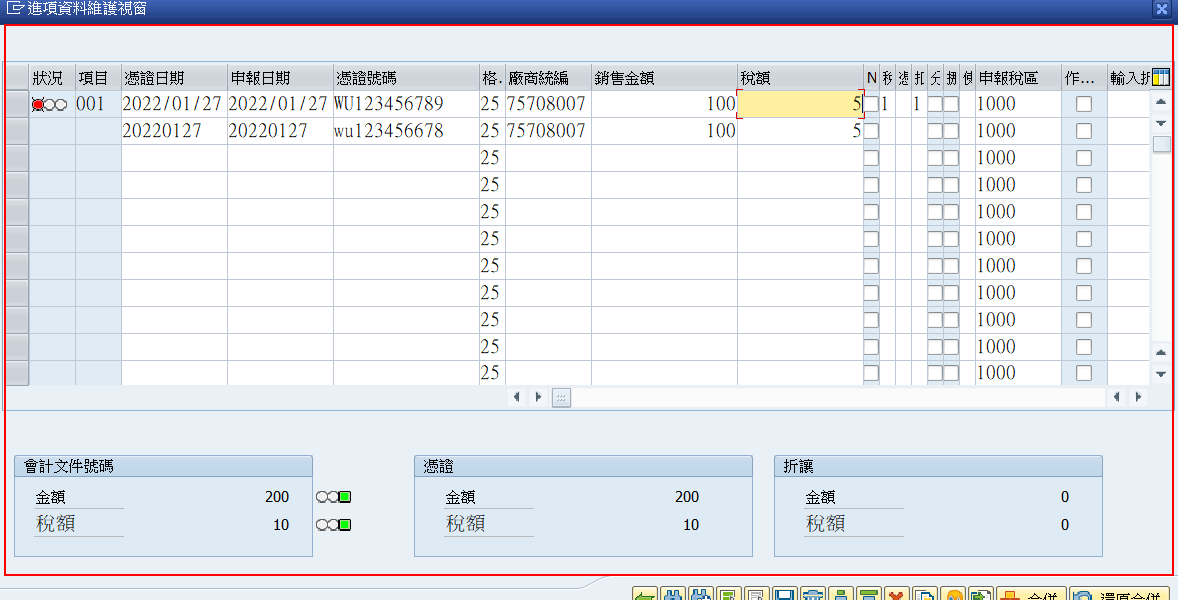 進項資料維護視窗
狀況 項目 憑證日期 申報日期 憑證號碼 格. 廠商統編 銷售金額 稅額 N 稅 憑 扣 分 捆 使 申報稅區 作... 輸入折
001 2022/01/27 2022/01/27 WU123456789 25 75708007 100 5 1 1 1000
20220127 20220127 wu123456678 25 75708007 100 5 1000
25 1000
25 1000
25 1000
25 1000
25 1000
25 1000
25 1000
25 1000
25 1000
會計文件號碼 憑證 折讓
金額 200 金額 200 金額 0
稅額 10 稅額 10 稅額 0
合併 還原合併